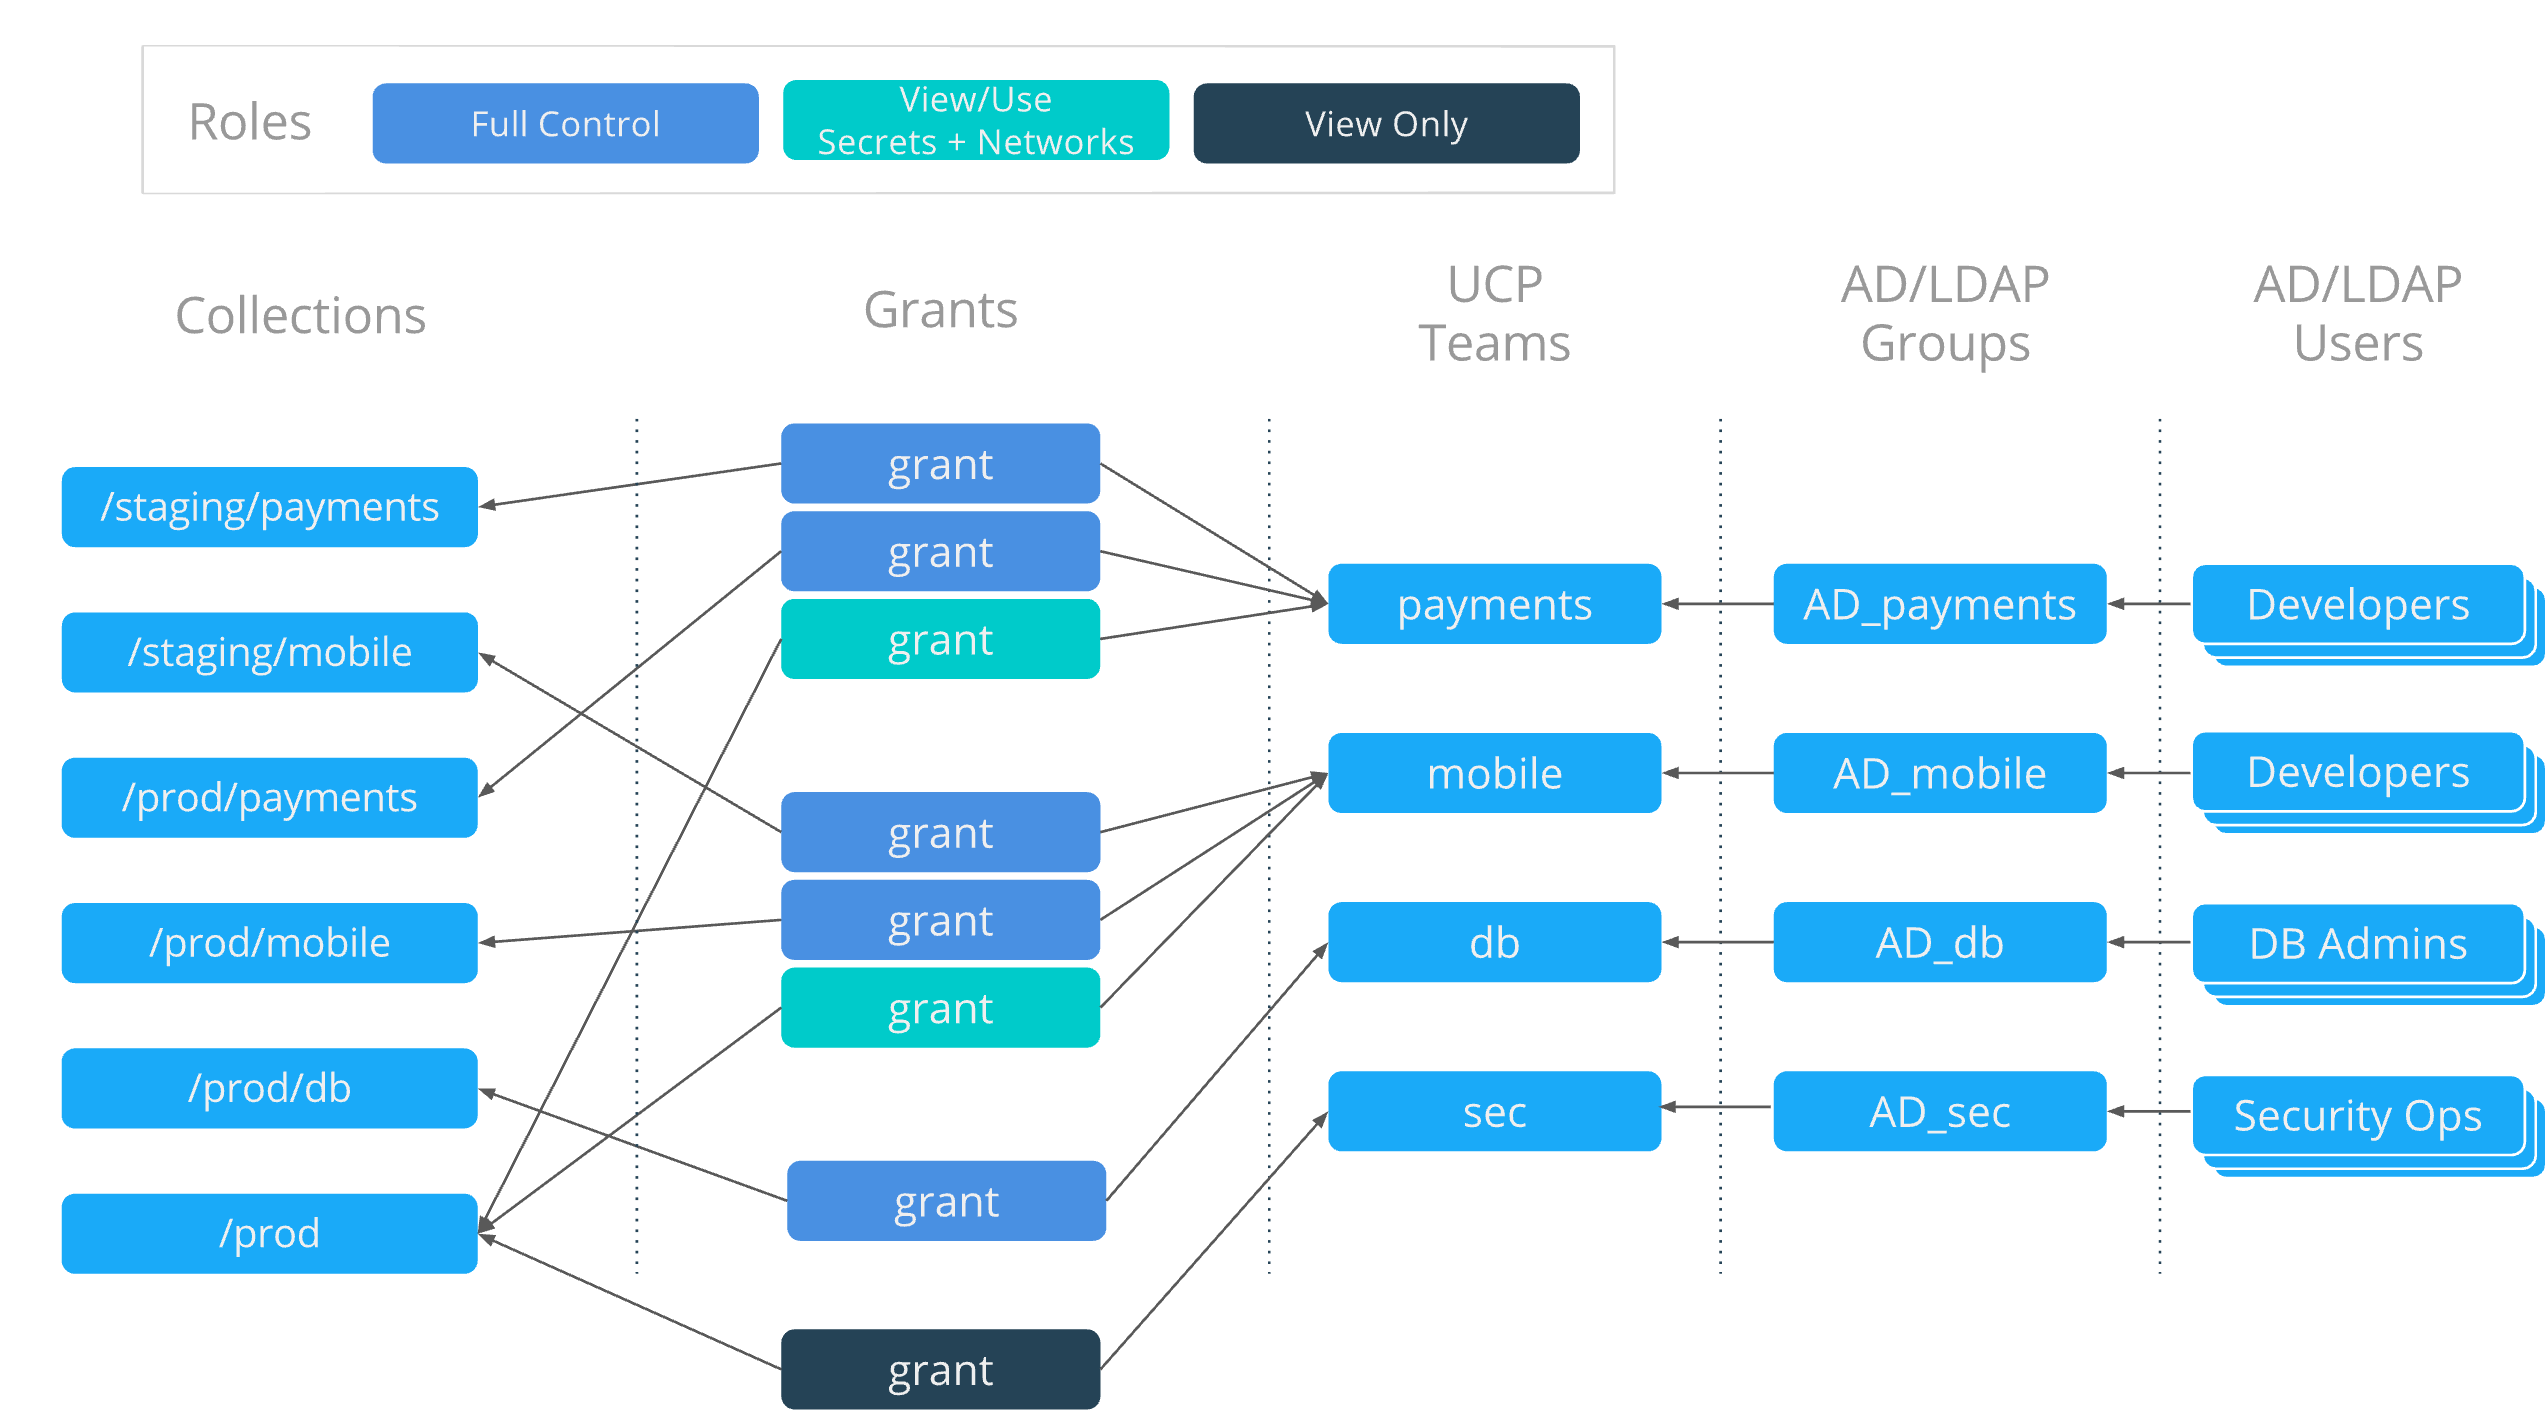 Roles
Full Control
View/Use
Secrets + Networks
View Only
Collections
Grants
UCP
Teams
AD/LDAP
Groups
AD/LDAP
Users
/staging/payments
/staging/mobile
/prod/payments
/prod/mobile
/prod/db
/prod
grant
grant
grant
grant
grant
grant
grant
grant
payments
mobile
db
sec
AD_payments
AD_mobile
AD_db
AD_sec
Developers
Developers
DB Admins
Security Ops